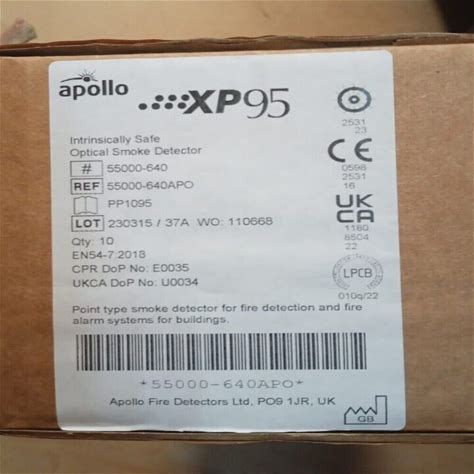 apollo
XP95
Intrinsically Safe
Optical Smoke Detector
# 55000-640
REF 55000-640APO
PP1095
LOT 230315 / 37A WO: 110668
Qty: 10
EN54-7:2018
CPR DoP No: E0035
UKCA DoP No: U0034
2531
23
CE
0598
2531
16
UK
CA
1180
8504
22
LPCB
010q/22
Point type smoke detector for fire detection and fire
alarm systems for buildings.
*55000-640APO*
Apollo Fire Detectors Ltd, PO9 1JR, UK
GB